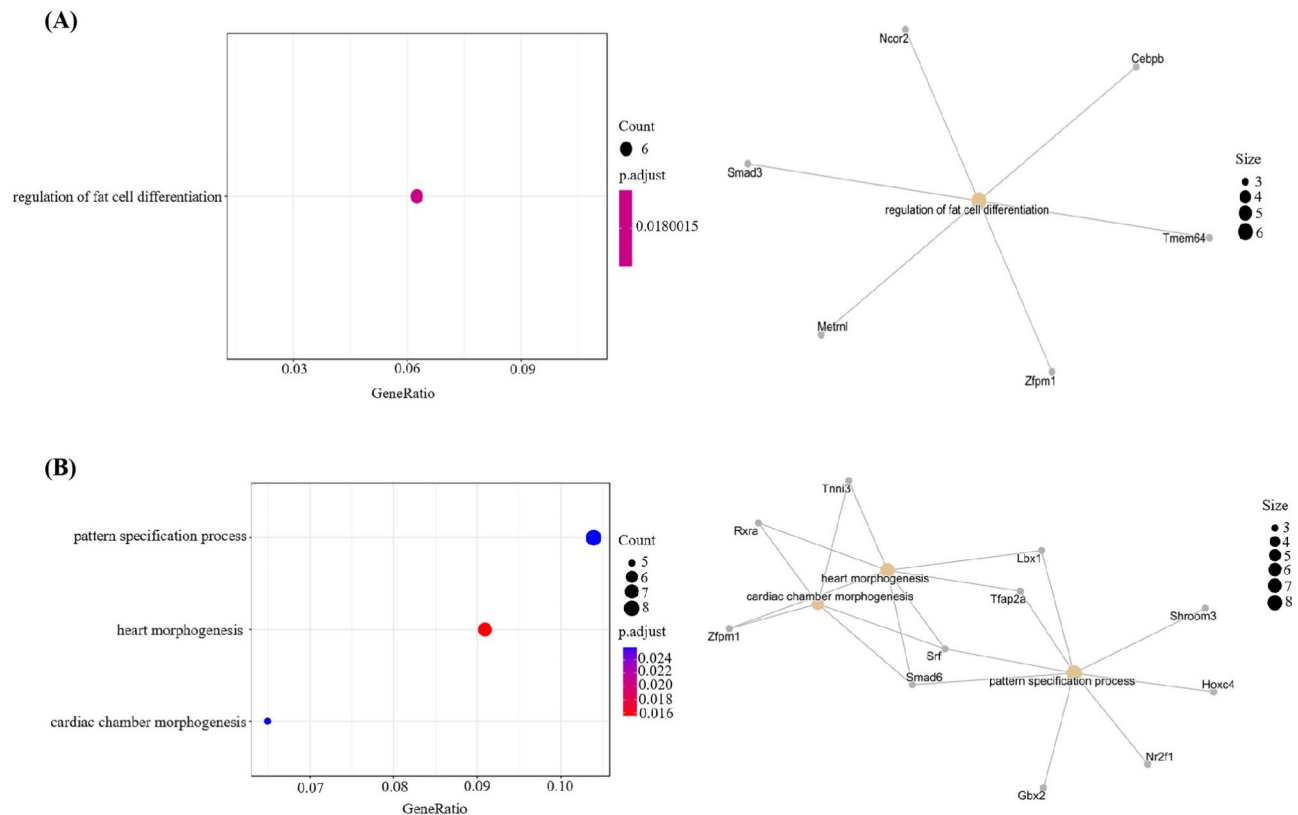 (A)
regulation of fat cell differentiation
0.03
0.06
0.09
GeneRatio
Count
6
p.adjust
0.0180015
Ncor2
Cebpb
Smad3
regulation of fat cell differentiation
Tmem64
Metrnl
Zfpm1
Size
3
4
5
6
(B)
pattern specification process
heart morphogenesis
cardiac chamber morphogenesis
0.07
0.08
0.09
0.10
GeneRatio
Count
5
6
7
8
p.adjust
0.024
0.022
0.020
0.018
0.016
Tnni3
Rxra
Lbx1
heart morphogenesis
cardiac chamber morphogenesis
Tfap2a
Shroom3
Zfpm1
Srf
Smad6
pattern specification process
Hoxc4
Nr2f1
Gbx2
Size
3
4
5
6
7
8